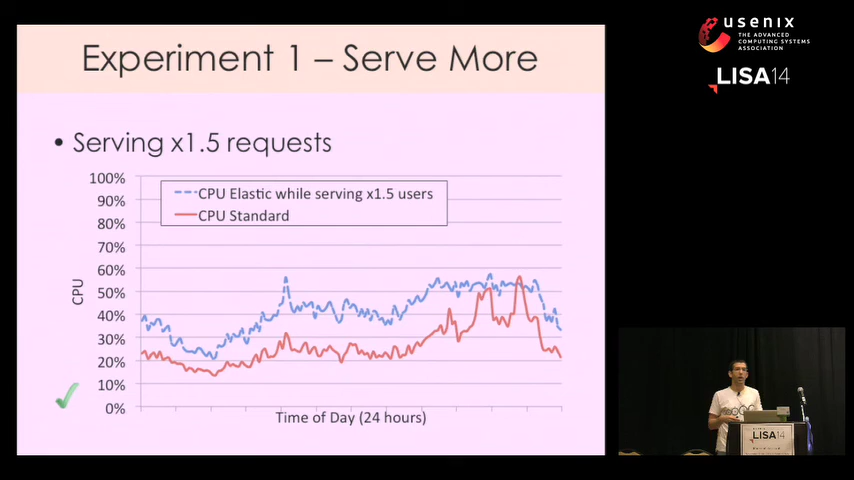 Experiment 1 – Serve More
• Serving x1.5 requests
CPU Elastic while serving x1.5 users
CPU Standard
100%
90%
80%
70%
60%
50%
40%
30%
20%
10%
0%
CPU
Time of Day (24 hours)
usenix
THE ADVANCED
COMPUTING SYSTEMS
ASSOCIATION
LISA14
LISA14